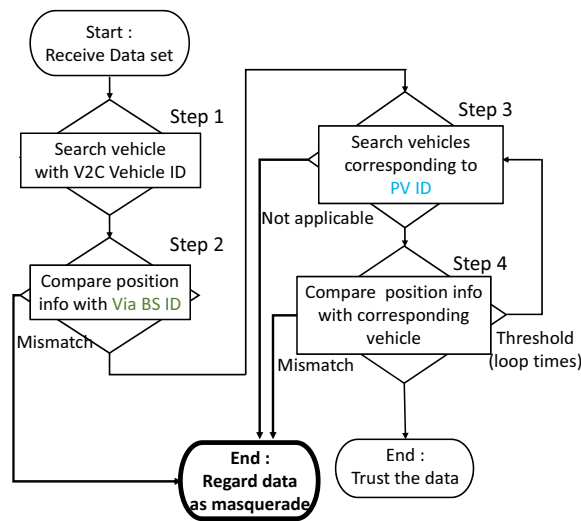 Start :
Receive Data set
Step 1
Search vehicle
with V2C Vehicle ID
Step 2
Compare position
info with Via BS ID
Mismatch
Step 3
Search vehicles
corresponding to
PV ID
Not applicable
Step 4
Compare position info
with corresponding
vehicle
Mismatch
Threshold
(loop times)
End :
Regard data
as masquerade
End :
Trust the data